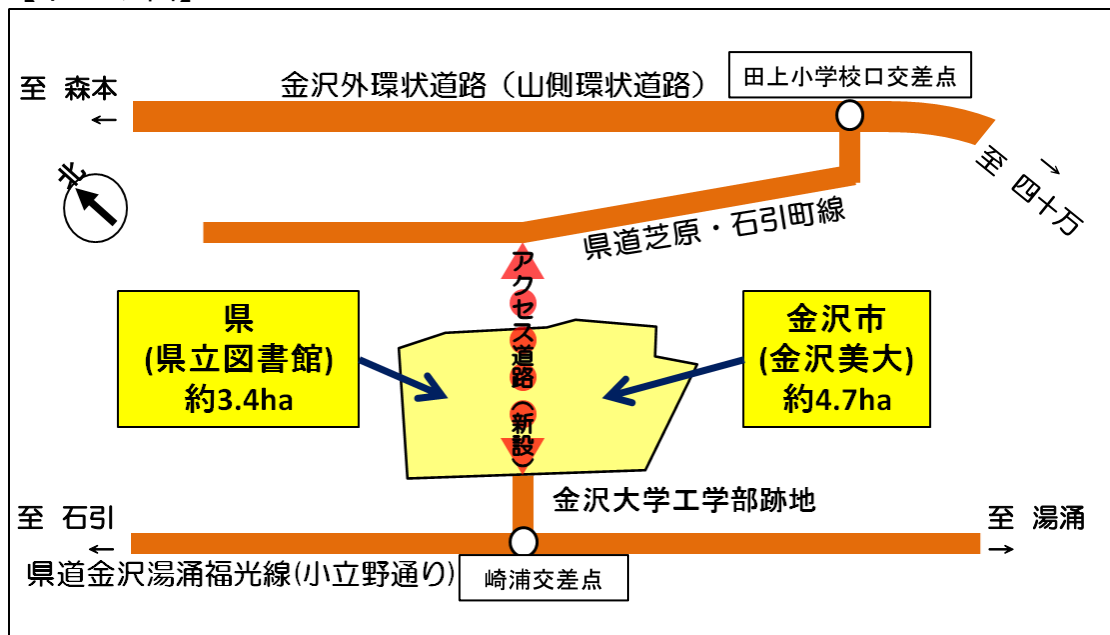 田上小学校口交差点
金沢外環状道路（山側環状道路）
至 森本
←
北
→
至 四十万
県道芝原・石引町線
アクセス道路（新設）
県
(県立図書館)
約3.4ha
金沢市
(金沢美大)
約4.7ha
金沢大学工学部跡地
至 石引
←
至 湯涌
→
県道金沢湯涌福光線(小立野通り)
崎浦交差点